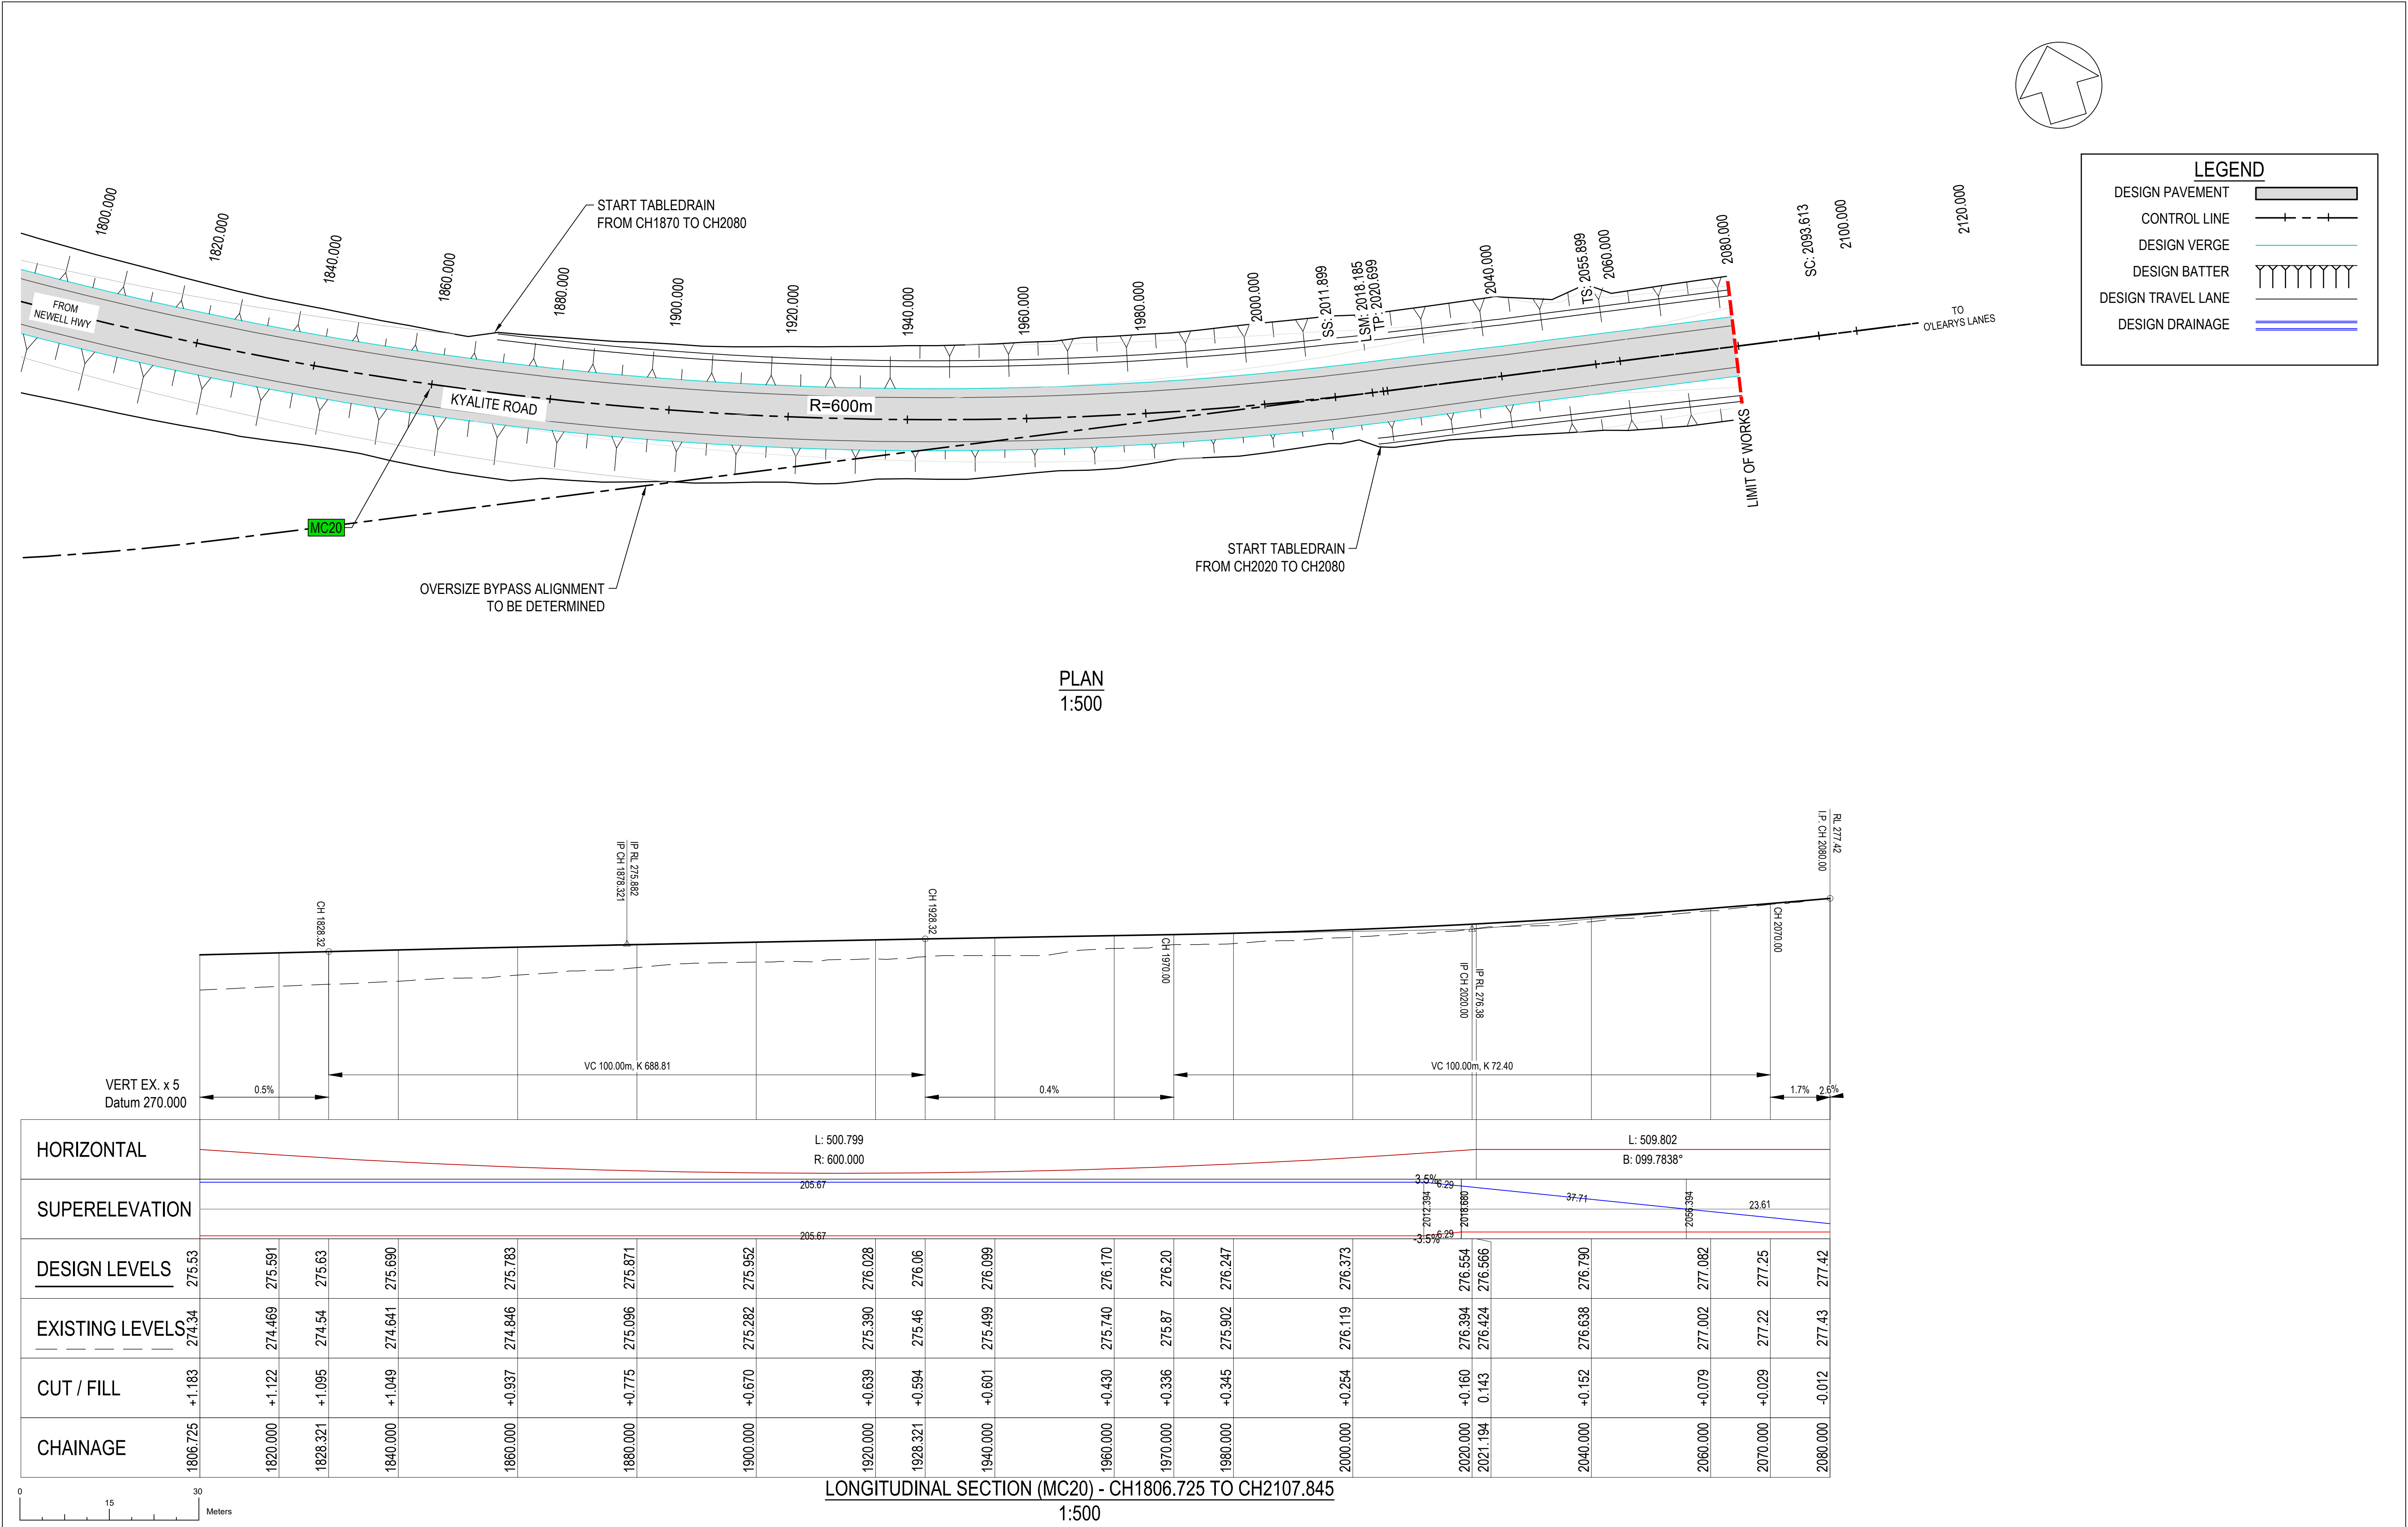 1800.000
1820.000
1840.000
1860.000
1880.000
1900.000
1920.000
1940.000
1960.000
1980.000
2000.000
SS: 2011.899
LSM: 2018.185
TP: 2020.699
2040.000
TS: 2055.899
2060.000
2080.000
SC: 2093.613
2100.000
2120.000
START TABLEDRAIN
FROM CH1870 TO CH2080
FROM
NEWELL HWY
KYALITE ROAD
R=600m
TO
O'LEARYS LANES
LIMIT OF WORKS
MC20
OVERSIZE BYPASS ALIGNMENT
TO BE DETERMINED
START TABLEDRAIN
FROM CH2020 TO CH2080
LEGEND
DESIGN PAVEMENT
CONTROL LINE
DESIGN VERGE
DESIGN BATTER
DESIGN TRAVEL LANE
DESIGN DRAINAGE
PLAN
1:500
CH 1828.32
IP CH 1878.321
IP RL 275.882
CH 1928.32
CH 1970.00
IP CH 2020.00
IP RL 276.38
CH 2070.00
I.P. CH 2080.00
RL 277.42
VERT EX. x 5
Datum 270.000
0.5%
VC 100.00m, K 688.81
0.4%
VC 100.00m, K 72.40
1.7%
2.6%
HORIZONTAL
L: 500.799
R: 600.000
L: 509.802
B: 099.7838°
SUPERELEVATION
205.67
205.67
3.5%
-3.5%
6.29
6.29
2012.394
2018.680
37.71
2056.394
23.61
DESIGN LEVELS 275.53 275.591 275.63 275.690 275.783 275.871 275.952 276.028 276.06 276.099 276.170 276.20 276.247 276.373 276.554 276.566 276.790 277.082 277.25 277.42
EXISTING LEVELS 274.34 274.469 274.54 274.641 274.846 275.096 275.282 275.390 275.46 275.499 275.740 275.87 275.902 276.119 276.394 276.424 276.638 277.002 277.22 277.43
CUT / FILL +1.183 +1.122 +1.095 +1.049 +0.937 +0.775 +0.670 +0.639 +0.594 +0.601 +0.430 +0.336 +0.345 +0.254 +0.160 0.143 +0.152 +0.079 +0.029 -0.012
CHAINAGE 1806.725 1820.000 1828.321 1840.000 1860.000 1880.000 1900.000 1920.000 1928.321 1940.000 1960.000 1970.000 1980.000 2000.000 2020.000 2021.194 2040.000 2060.000 2070.000 2080.000
LONGITUDINAL SECTION (MC20) - CH1806.725 TO CH2107.845
1:500
0 15 30
Meters